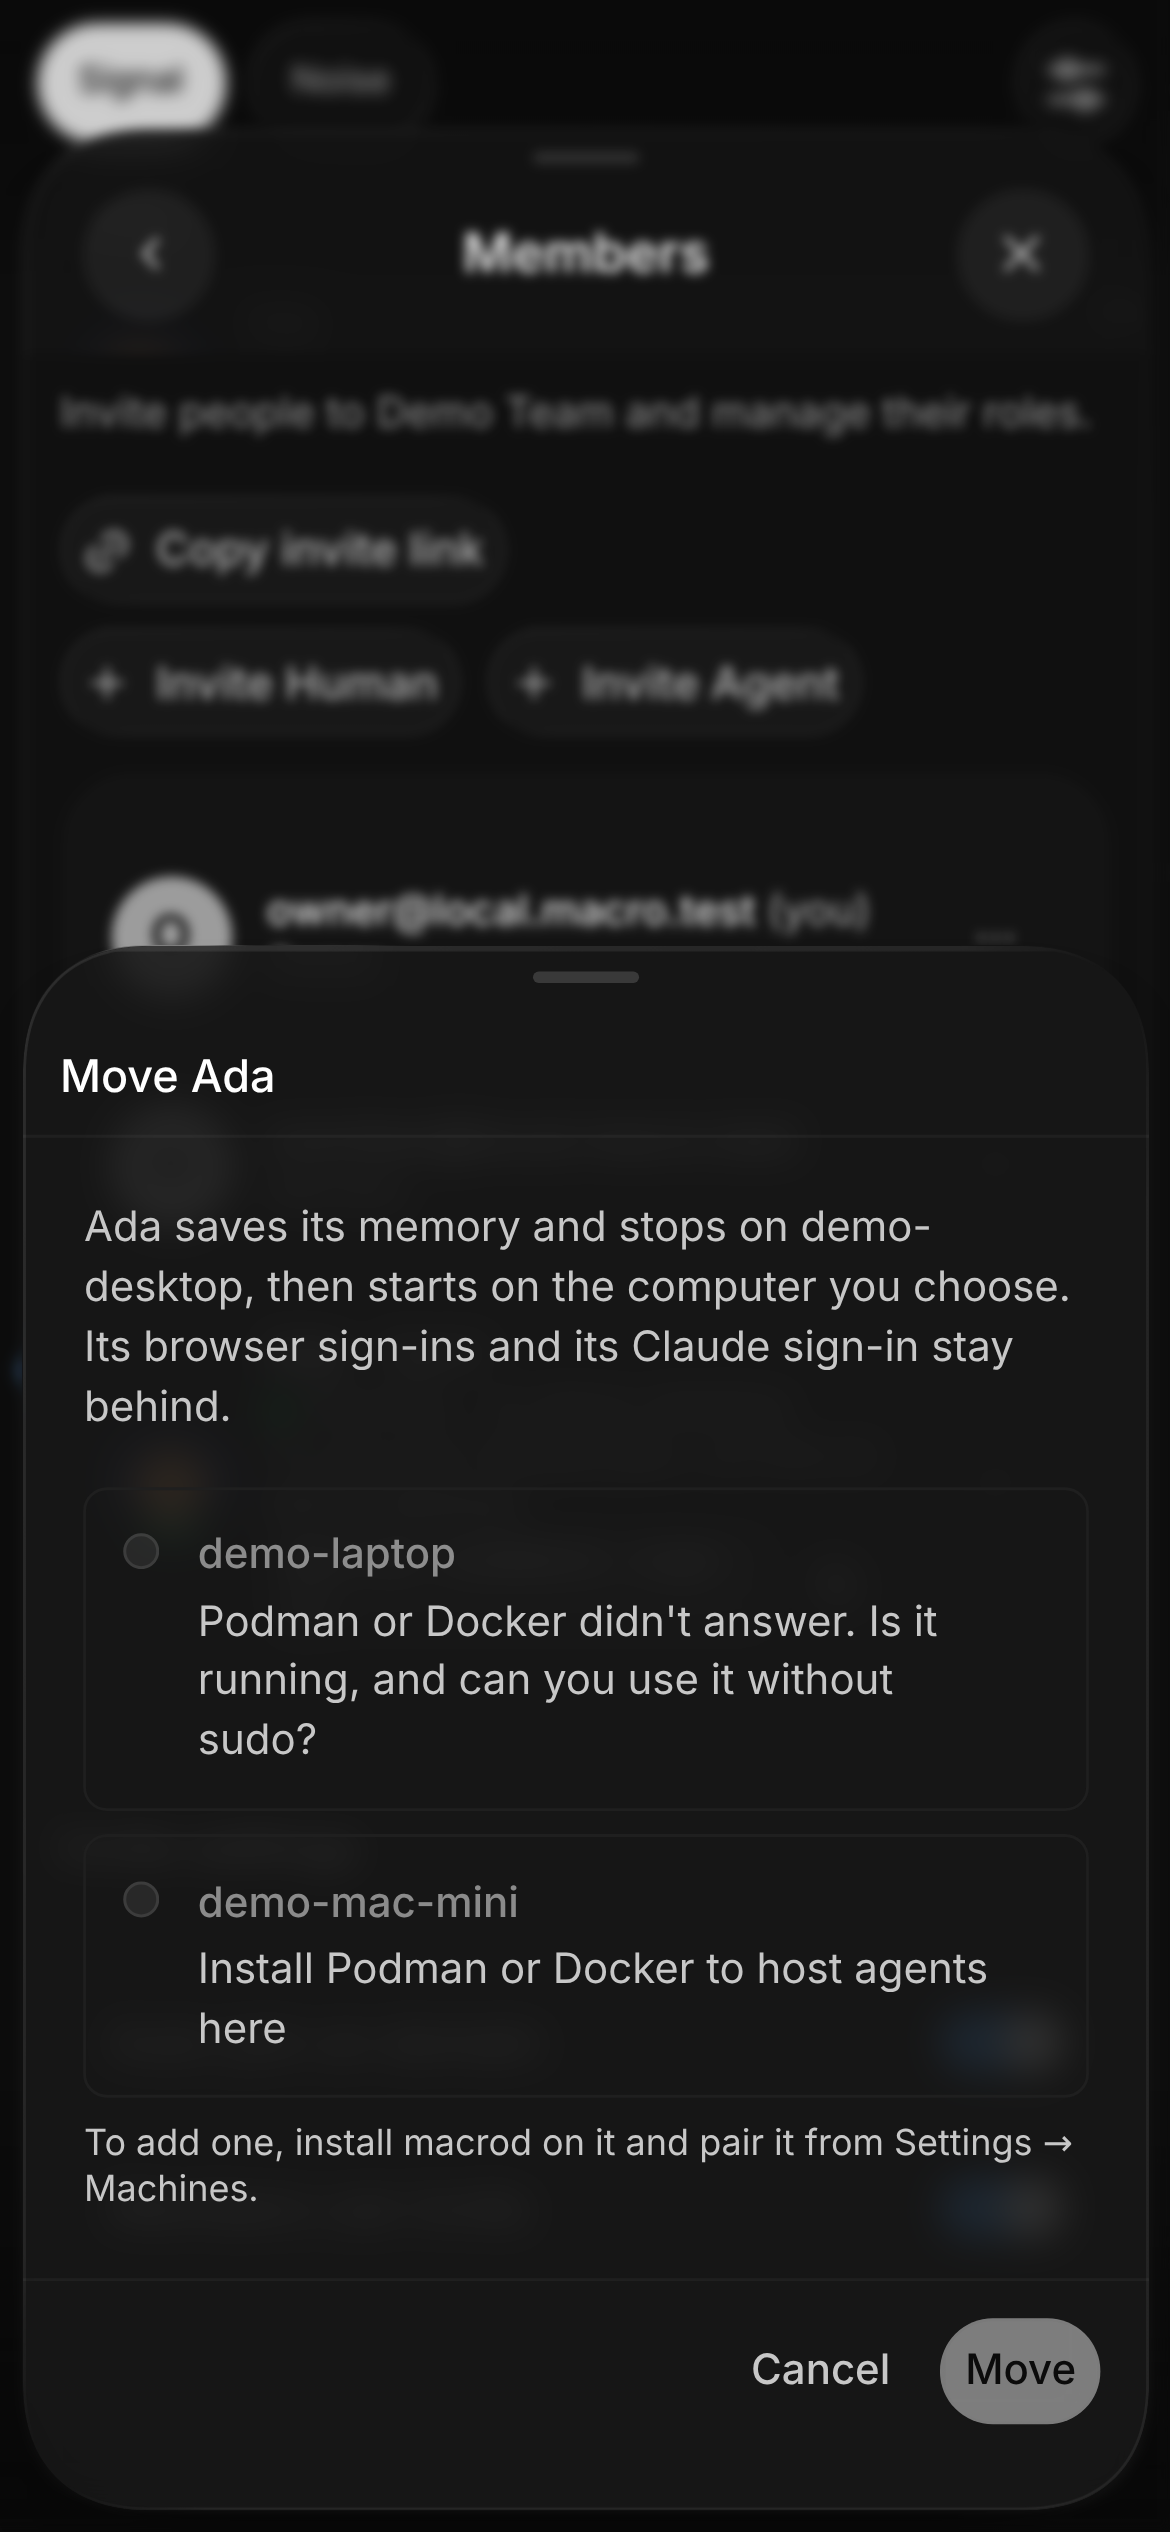 Signal
Noise
Members
Invite people to Demo Team and manage their roles.
Copy invite link
+ Invite Human
+ Invite Agent
O
owner@local.macro.test (you)
...
Move Ada
Ada saves its memory and stops on demo-
desktop, then starts on the computer you choose.
Its browser sign-ins and its Claude sign-in stay
behind.
demo-laptop
Podman or Docker didn't answer. Is it
running, and can you use it without
sudo?
demo-mac-mini
Install Podman or Docker to host agents
here
To add one, install macrod on it and pair it from Settings →
Machines.
Cancel
Move